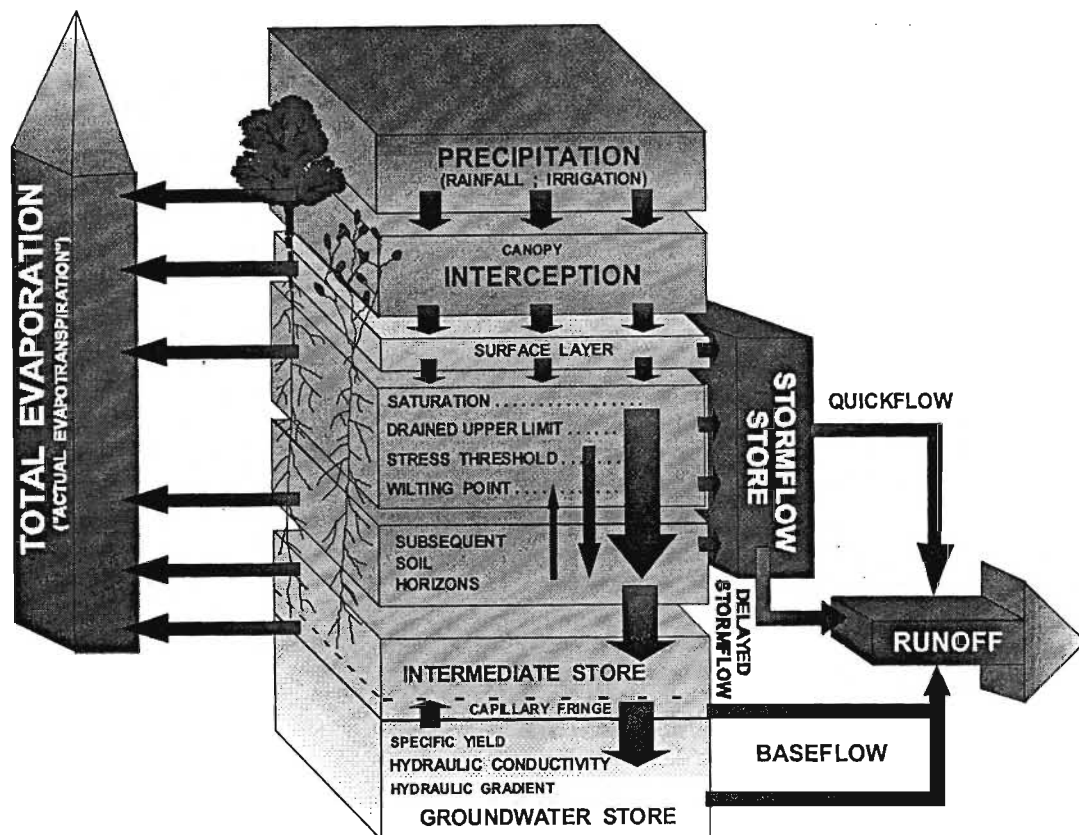 TOTAL EVAPORATION
("ACTUAL EVAPOTRANSPIRATION")
PRECIPITATION
(RAINFALL ; IRRIGATION)
CANOPY
INTERCEPTION
SURFACE LAYER
SATURATION
DRAINED UPPER LIMIT
STRESS THRESHOLD
WILTING POINT
SUBSEQUENT
SOIL
HORIZONS
INTERMEDIATE STORE
CAPILLARY FRINGE
SPECIFIC YIELD
HYDRAULIC CONDUCTIVITY
HYDRAULIC GRADIENT
GROUNDWATER STORE
STORMFLOW
STORE
QUICKFLOW
DELAYED
STORMFLOW
RUNOFF
BASEFLOW